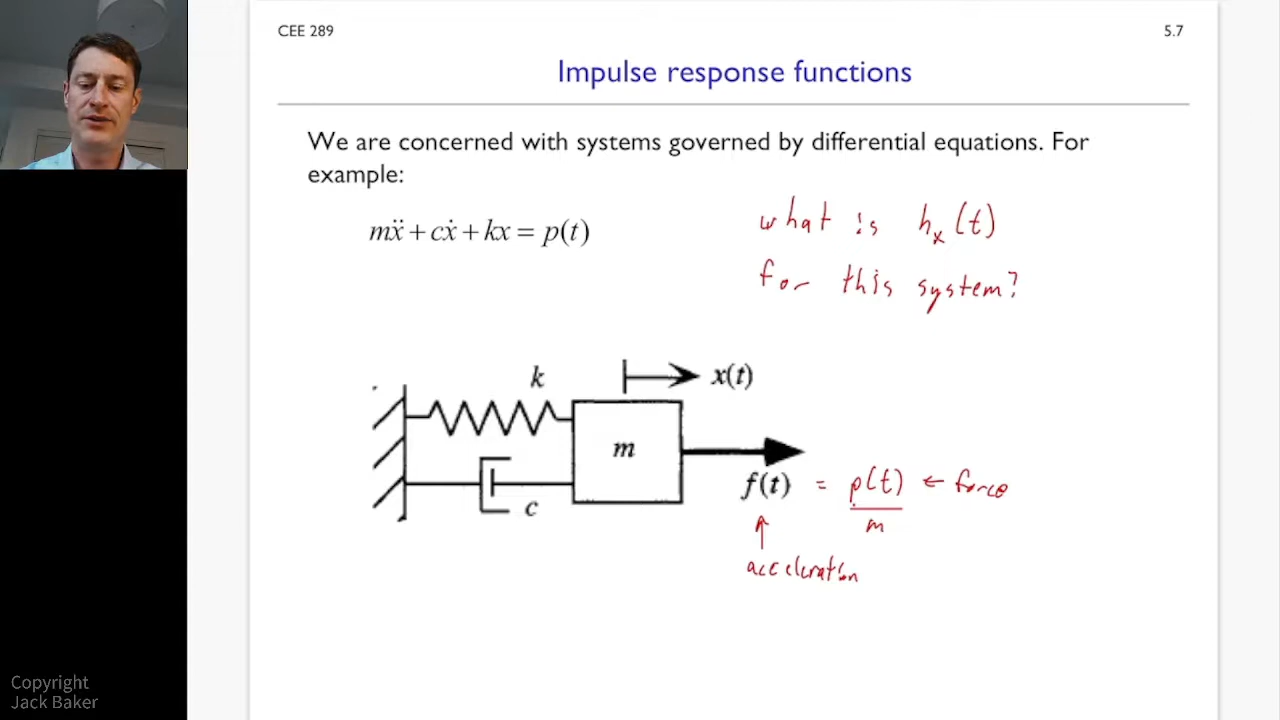 CEE 289
5.7
Impulse response functions
We are concerned with systems governed by differential equations. For
example:
mẍ + cẋ + kx = p(t)
what is hₓ(t)
for this system?
k
x(t)
m
f(t) = p(t)/m ← force
c
↑
acceleration
Copyright
Jack Baker